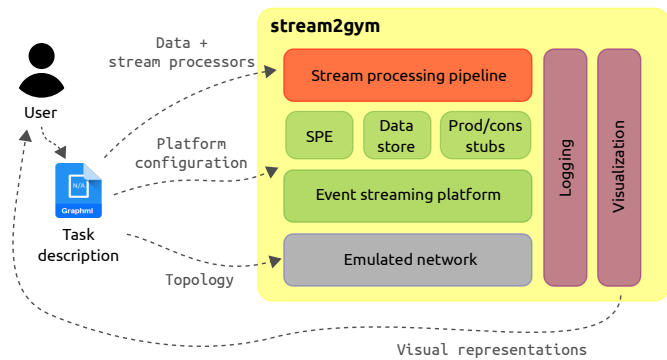 stream2gym
Data +
stream processors
Stream processing pipeline
User
SPE
Data
store
Prod/cons
stubs
Platform
configuration
Logging
Visualization
N/A
Graphml
Event streaming platform
Task
description
Emulated network
Topology
Visual representations